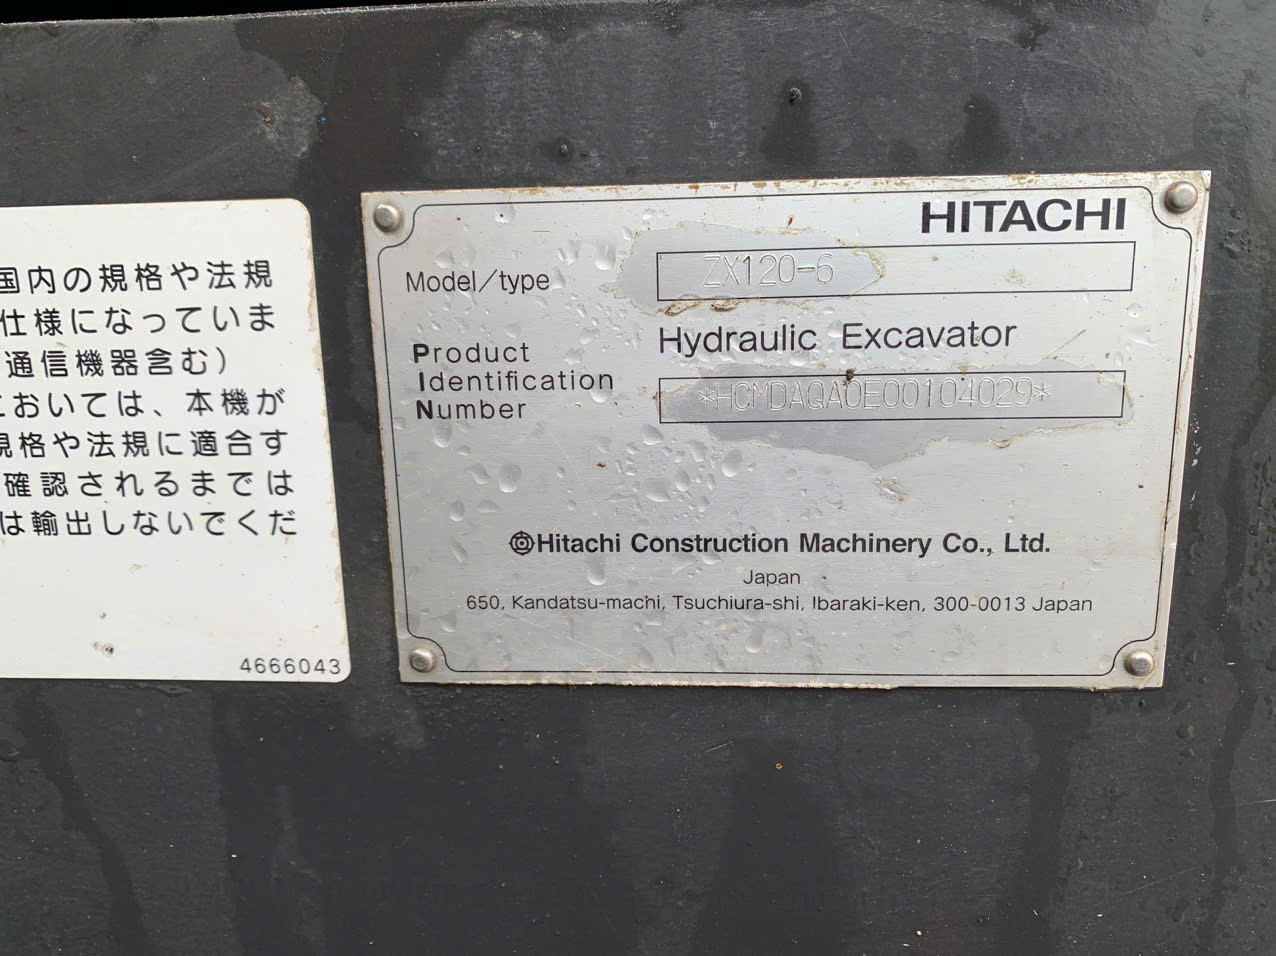 国内の規格や法規
仕様になっていま
通信機器含む)
おいては、本機が
規格や法規に適合す
確認されるまでは
は輸出しないでくだ
4666043
HITACHI
Model/type ZX120-6
Hydraulic Excavator
Product
Identification
Number
*HCMDAQA0E00104029*
Hitachi Construction Machinery Co., Ltd.
Japan
650, Kandatsu-machi, Tsuchiura-shi, Ibaraki-ken, 300-0013 Japan